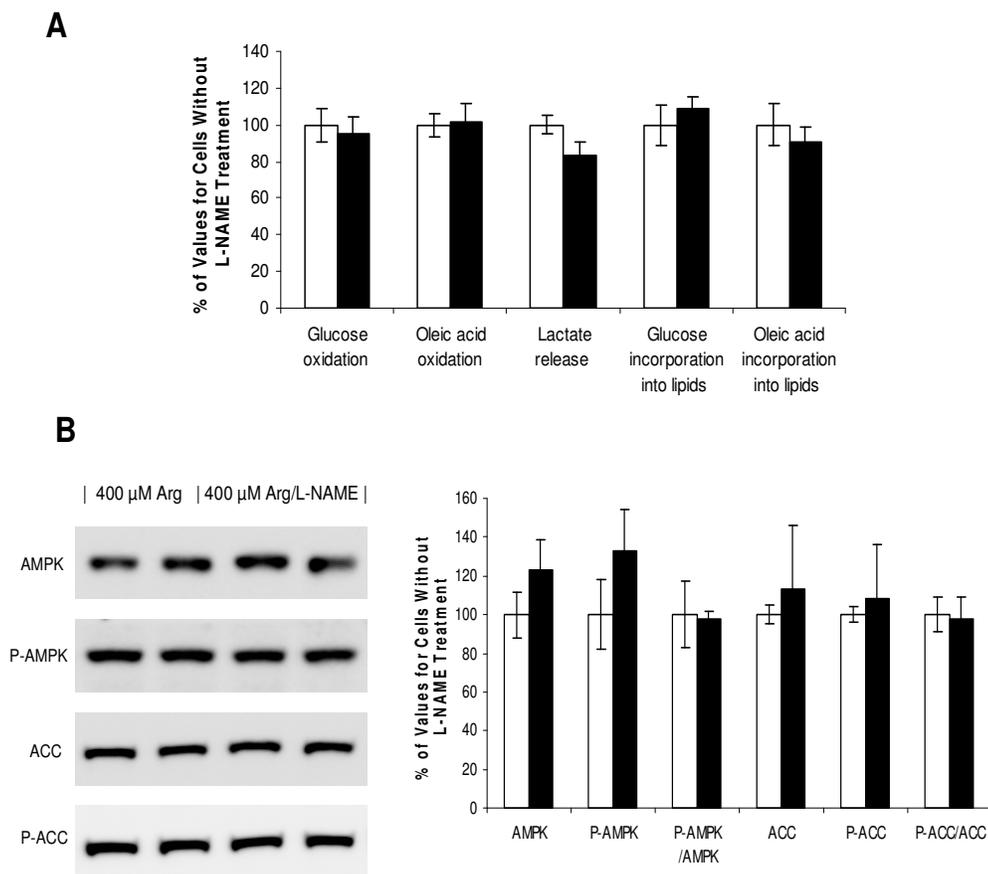 A
% of Values for Cells Without
L-NAME Treatment
140
120
100
80
60
40
20
0
Glucose
oxidation
Oleic acid
oxidation
Lactate
release
Glucose
incorporation
into lipids
Oleic acid
incorporation
into lipids
B
| 400 µM Arg | 400 µM Arg/L-NAME |
AMPK
P-AMPK
ACC
P-ACC
% of Values for Cells Without
L-NAME Treatment
160
140
120
100
80
60
40
20
0
AMPK
P-AMPK
P-AMPK
/AMPK
ACC
P-ACC
P-ACC/ACC